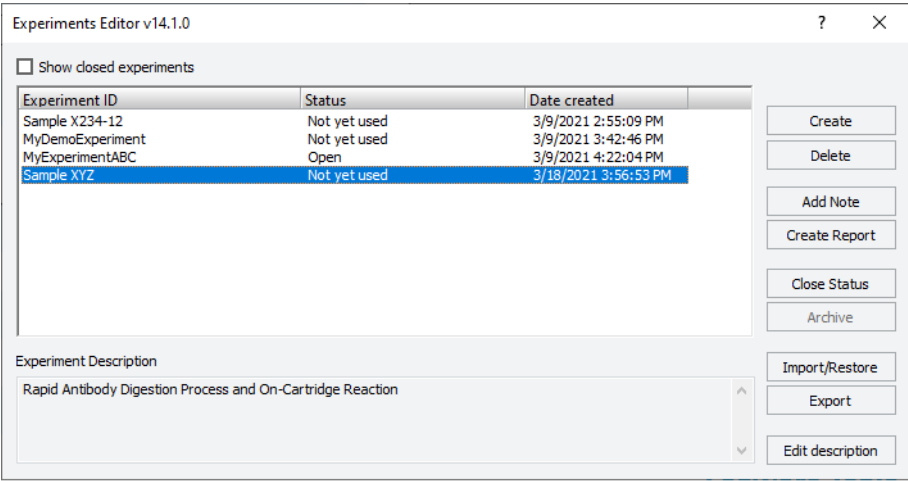 Experiments Editor v14.1.0 ?
Show closed experiments
Experiment ID Status Date created
Sample X234-12 Not yet used 3/9/2021 2:55:09 PM
MyDemoExperiment Not yet used 3/9/2021 3:42:46 PM
MyExperimentABC Open 3/9/2021 4:22:04 PM
Sample XYZ Not yet used 3/18/2021 3:56:53 PM
Create
Delete
Add Note
Create Report
Close Status
Archive
Experiment Description
Rapid Antibody Digestion Process and On-Cartridge Reaction
Import/Restore
Export
Edit description